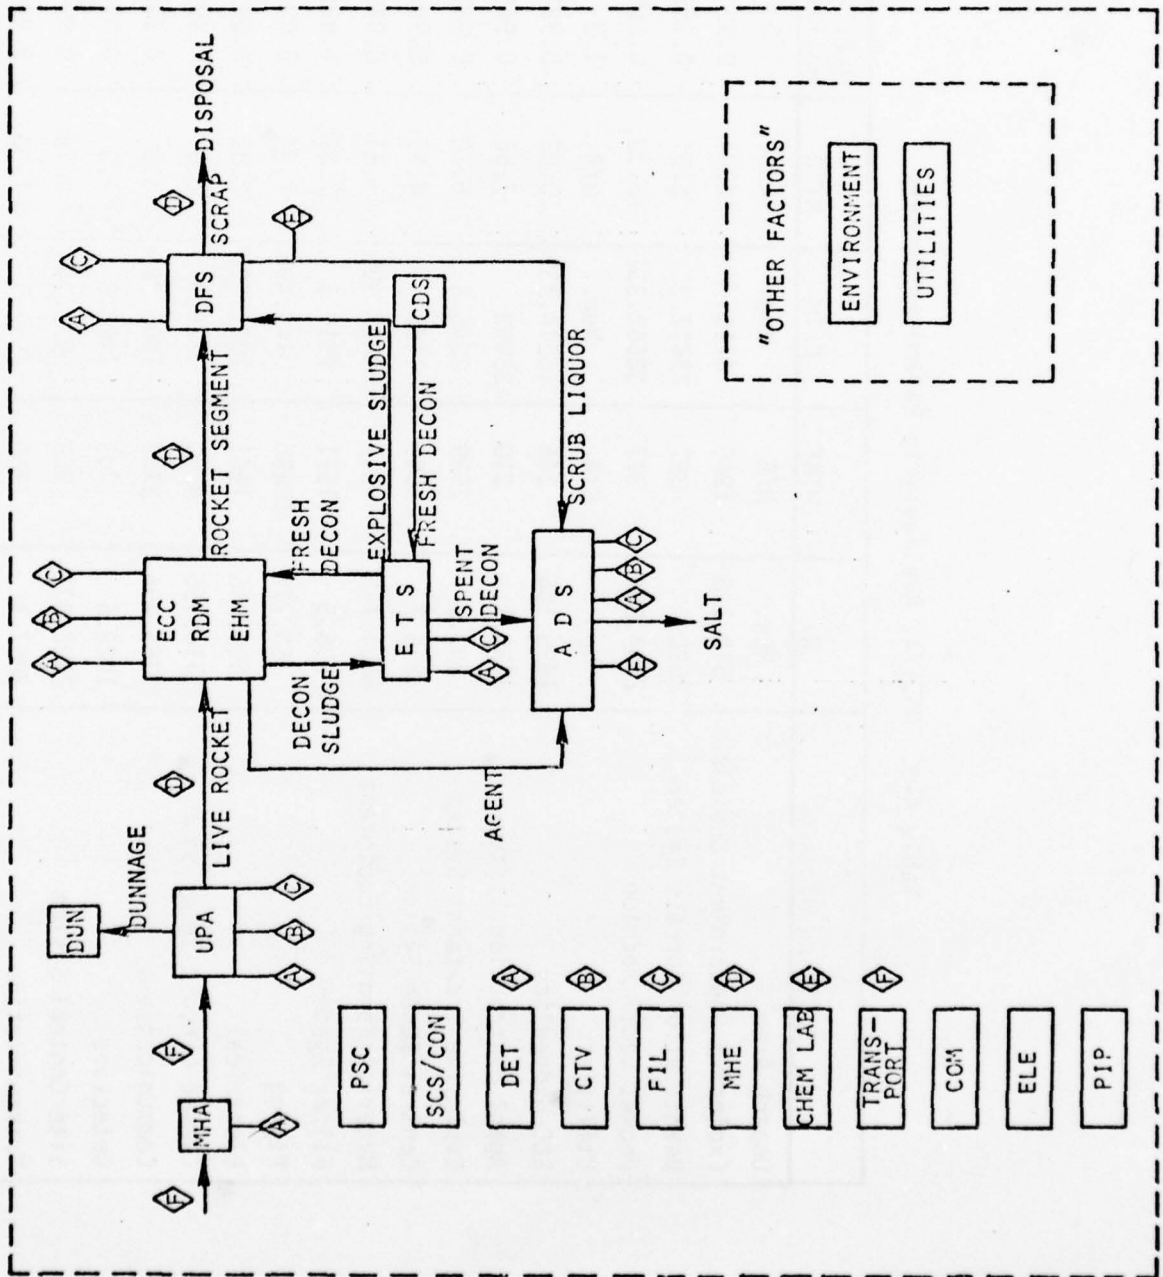 DUN
DUNNAGE
A
B
C
A
C
F
MHA
A
F
UPA
A
B
C
D
LIVE ROCKET
ECC
RDM
EHM
D
ROCKET SEGMENT
DFS
D
SCRAP
DISPOSAL
E
DECON
SLUDGE
FRESH
DECON
EXPLOSIVE SLUDGE
CDS
FRESH DECON
E T S
A
C
SPENT
DECON
AGENT
A D S
SCRUB LIQUOR
E
A
B
C
SALT
PSC
SCS/CON
DET
A
CTV
B
FIL
C
MHE
D
CHEM LAB
E
TRANS-
PORT
F
COM
ELE
PIP
"OTHER FACTORS"
ENVIRONMENT
UTILITIES